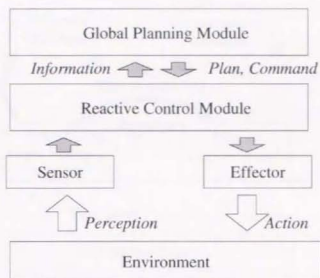 Global Planning Module
Information
Plan, Command
Reactive Control Module
Sensor
Effector
Perception
Action
Environment